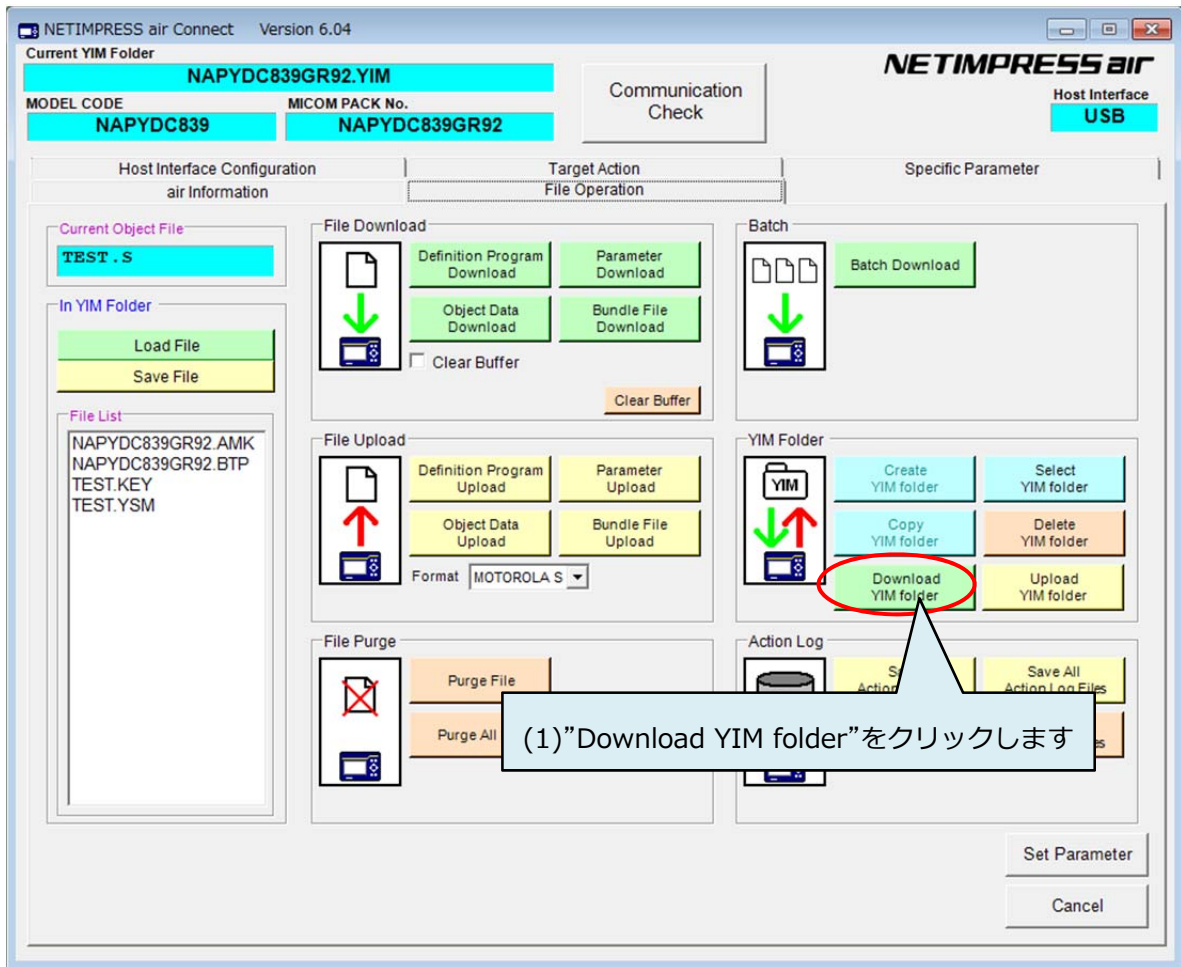 NETIMPRESS air Connect Version 6.04
Current YIM Folder
NAPYDC839GR92.YIM
MODEL CODE
MICOM PACK No.
NAPYDC839
NAPYDC839GR92
Communication
Check
NETIMPRESS air
Host Interface
USB
Host Interface Configuration
Target Action
Specific Parameter
air Information
File Operation
Current Object File
TEST.S
In YIM Folder
Load File
Save File
File List
NAPYDC839GR92.AMK
NAPYDC839GR92.BTP
TEST.KEY
TEST.YSM
File Download
Definition Program
Download
Parameter
Download
Object Data
Download
Bundle File
Download
Clear Buffer
Clear Buffer
Batch
Batch Download
File Upload
Definition Program
Upload
Parameter
Upload
Object Data
Upload
Bundle File
Upload
Format MOTOROLA S
YIM Folder
YIM
Create
YIM folder
Select
YIM folder
Copy
YIM folder
Delete
YIM folder
Download
YIM folder
Upload
YIM folder
File Purge
Purge File
Purge All
Action Log
Action
Save All
Action Log Files
(1)”Download YIM folder”をクリックします
Set Parameter
Cancel